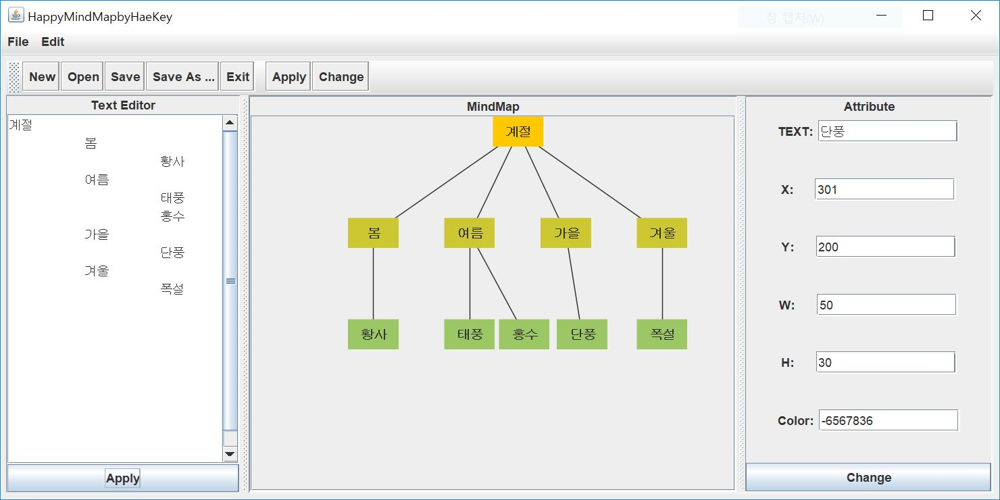 HappyMindMapbyHaeKey
창 캡처(W)
File Edit
New Open Save Save As ... Exit Apply Change
Text Editor
계절
봄
황사
여름
태풍
홍수
가을
단풍
겨울
폭설
Apply
MindMap
계절
봄 여름 가을 겨울
황사 태풍 홍수 단풍 폭설
Attribute
TEXT: 단풍
X: 301
Y: 200
W: 50
H: 30
Color: -6567836
Change